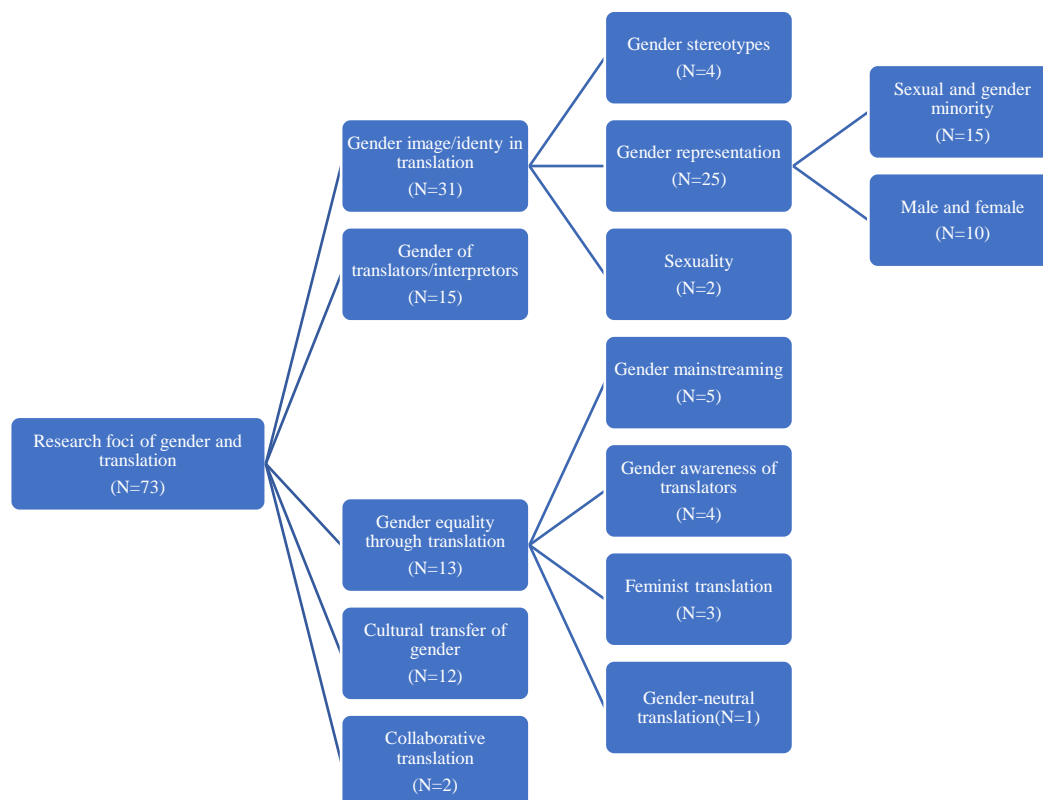 Research foci of gender and
translation
(N=73)
Gender image/identy in
translation
(N=31)
Gender stereotypes
(N=4)
Gender representation
(N=25)
Sexual and gender
minority
(N=15)
Male and female
(N=10)
Sexuality
(N=2)
Gender of
translators/interpretors
(N=15)
Gender equality
through translation
(N=13)
Gender mainstreaming
(N=5)
Gender awareness of
translators
(N=4)
Feminist translation
(N=3)
Gender-neutral
translation(N=1)
Cultural transfer of
gender
(N=12)
Collaborative
translation
(N=2)